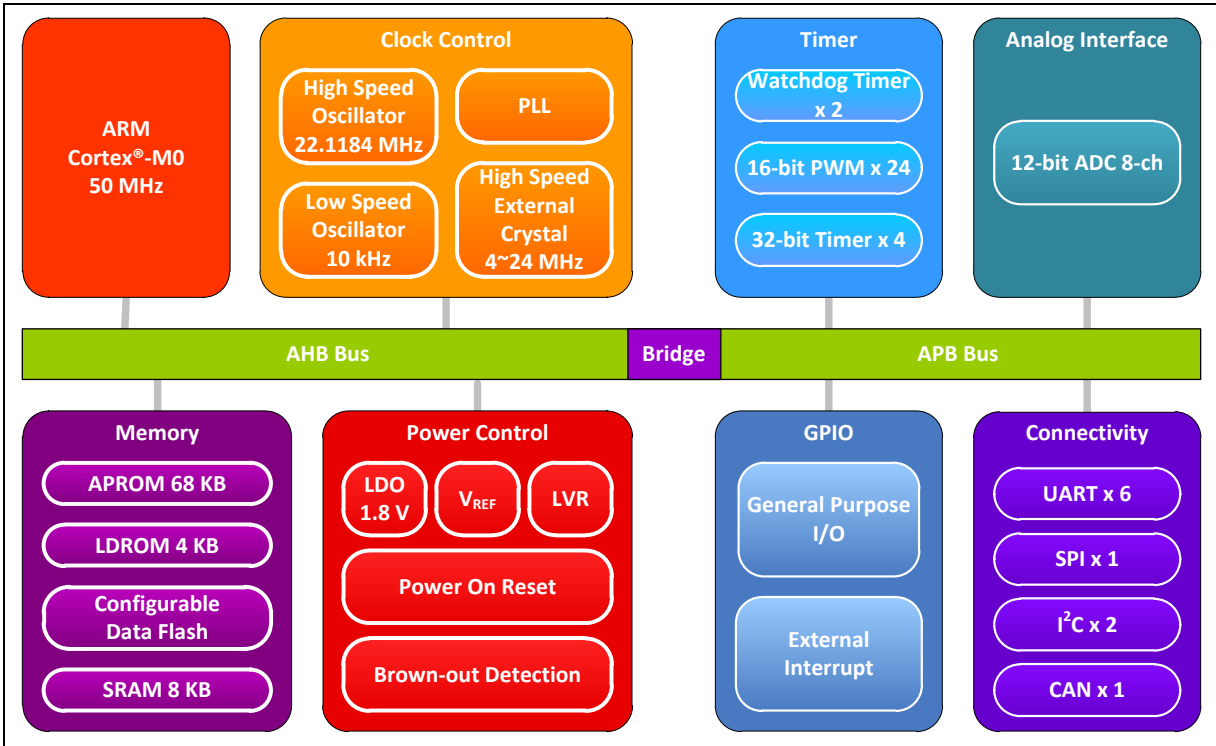 ARM
Cortex®-M0
50 MHz
Clock Control
High Speed
Oscillator
22.1184 MHz
PLL
Low Speed
Oscillator
10 kHz
High Speed
External
Crystal
4~24 MHz
Timer
Watchdog Timer
x 2
16-bit PWM x 24
32-bit Timer x 4
Analog Interface
12-bit ADC 8-ch
AHB Bus
Bridge
APB Bus
Memory
APROM 68 KB
LDROM 4 KB
Configurable
Data Flash
SRAM 8 KB
Power Control
LDO
1.8 V
VREF
LVR
Power On Reset
Brown-out Detection
GPIO
General Purpose
I/O
External
Interrupt
Connectivity
UART x 6
SPI x 1
I²C x 2
CAN x 1